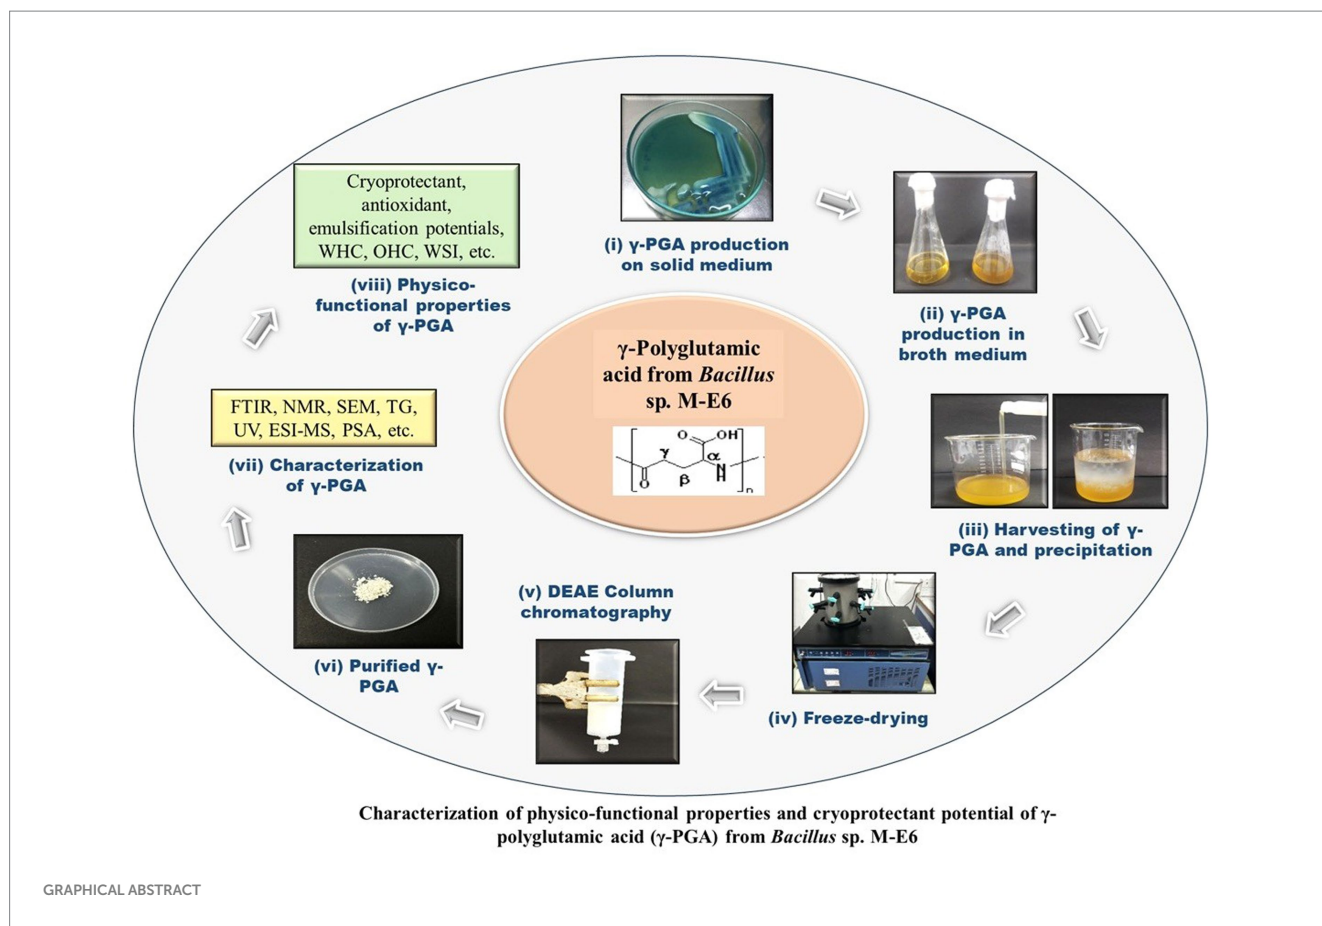 (i) γ-PGA production
on solid medium
(ii) γ-PGA
production in
broth medium
(iii) Harvesting of γ-
PGA and precipitation
(iv) Freeze-drying
(v) DEAE Column
chromatography
(vi) Purified γ-
PGA
FTIR, NMR, SEM, TG,
UV, ESI-MS, PSA, etc.
(vii) Characterization
of γ-PGA
Cryoprotectant,
antioxidant,
emulsification potentials,
WHC, OHC, WSI, etc.
(viii) Physico-
functional properties
of γ-PGA
γ-Polyglutamic
acid from Bacillus
sp. M-E6
O OH
γ α
O β N
H
n
Characterization of physico-functional properties and cryoprotectant potential of γ-
polyglutamic acid (γ-PGA) from Bacillus sp. M-E6
GRAPHICAL ABSTRACT